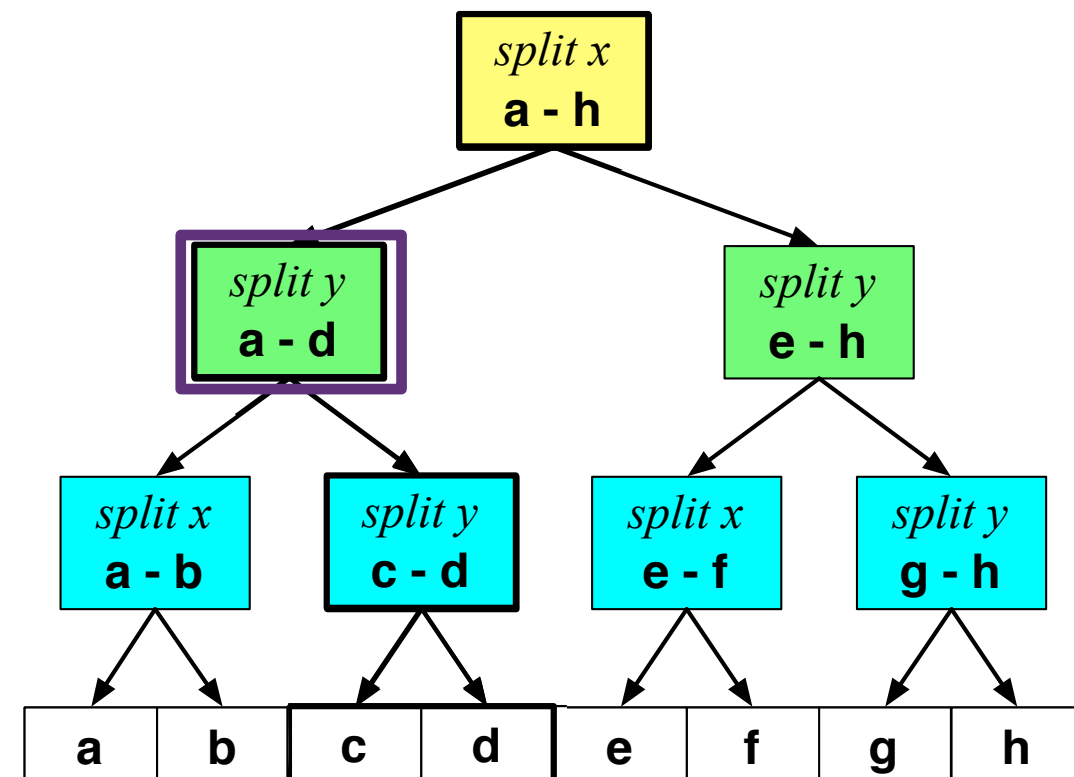 split x
a - h
split y
a - d
split y
e - h
split x
a - b
split y
c - d
split x
e - f
split y
g - h
a b c d e f g h